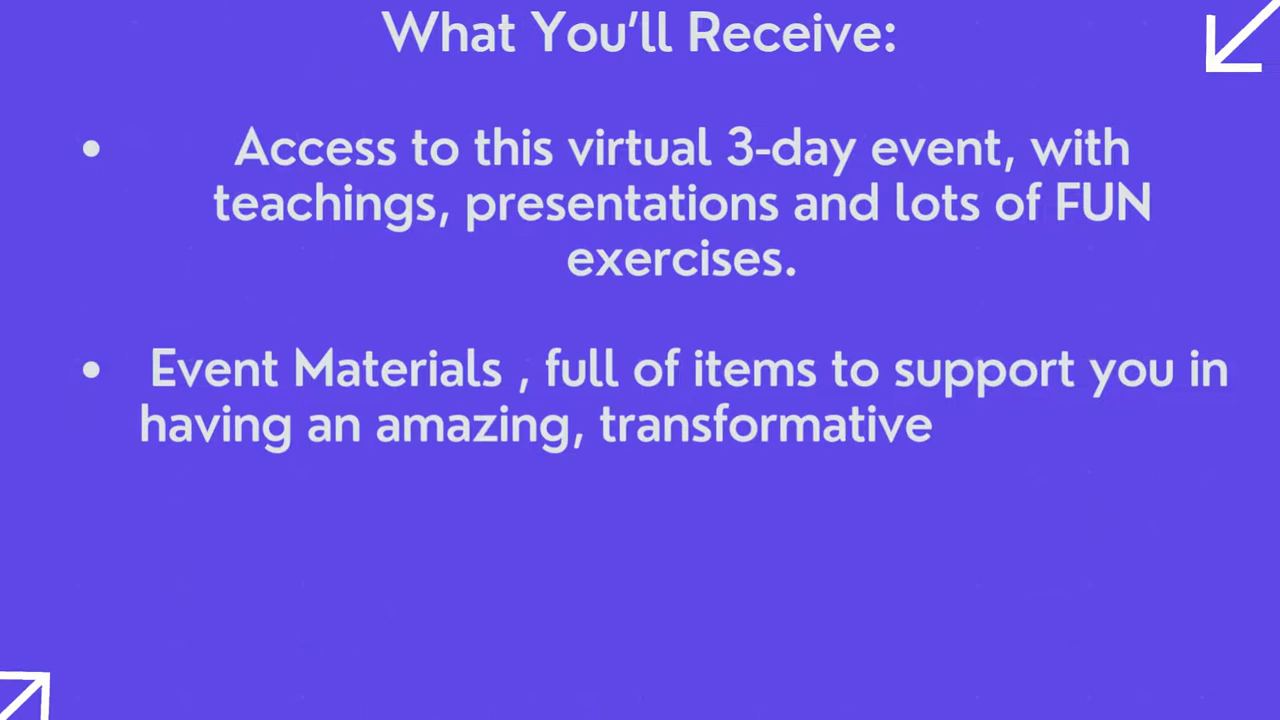 What You’ll Receive:
• Access to this virtual 3-day event, with
teachings, presentations and lots of FUN
exercises.
• Event Materials , full of items to support you in
having an amazing, transformative